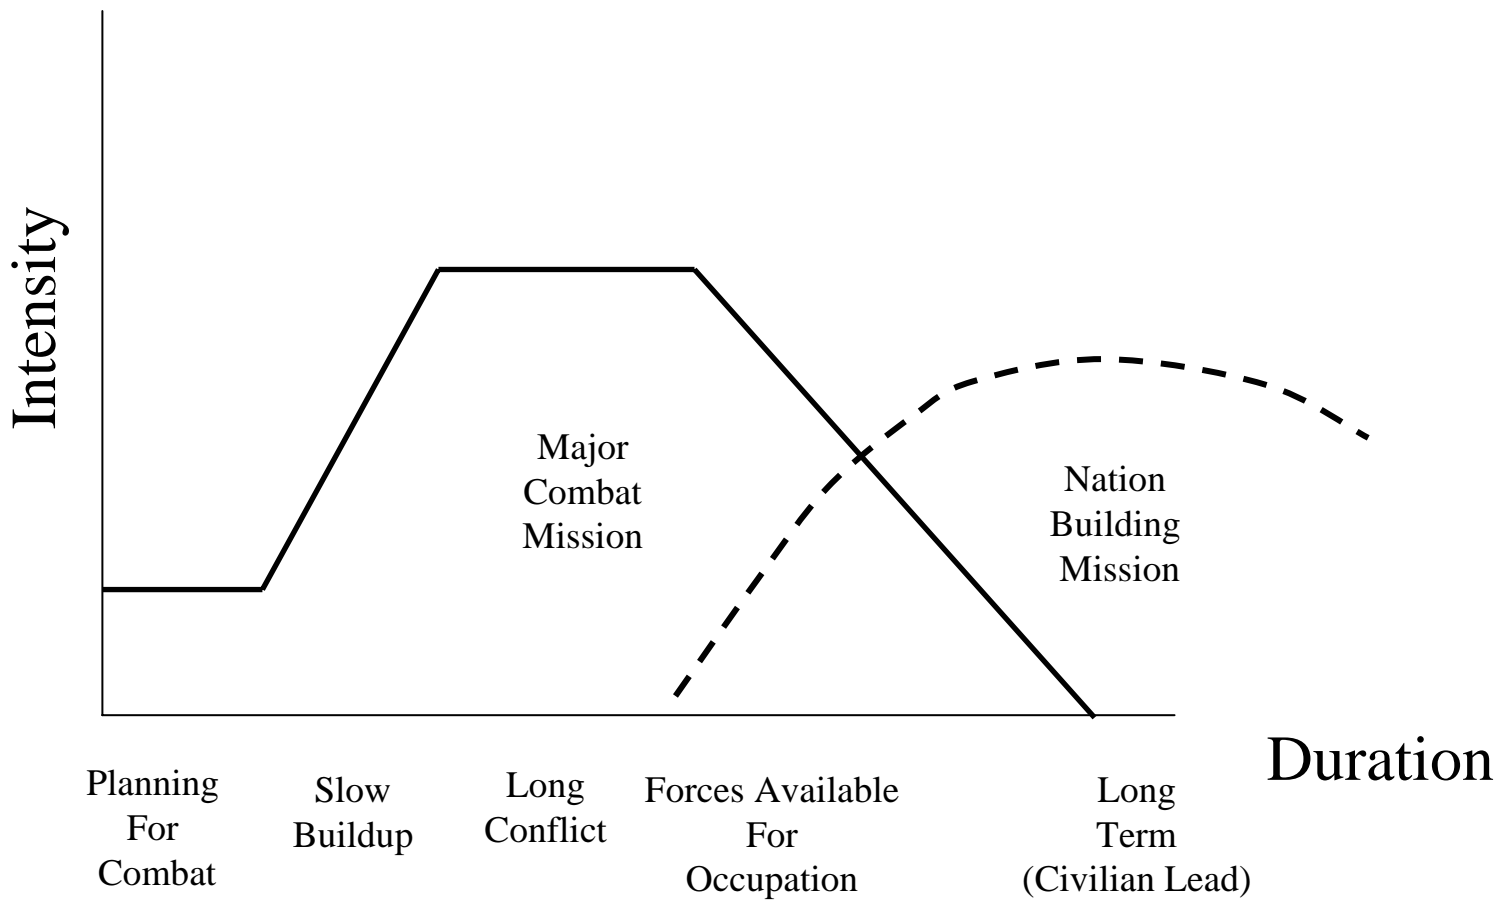 Intensity
Major
Combat
Mission
Nation
Building
Mission
Planning
For
Combat
Slow
Buildup
Long
Conflict
Forces Available
For
Occupation
Long
Term
(Civilian Lead)
Duration